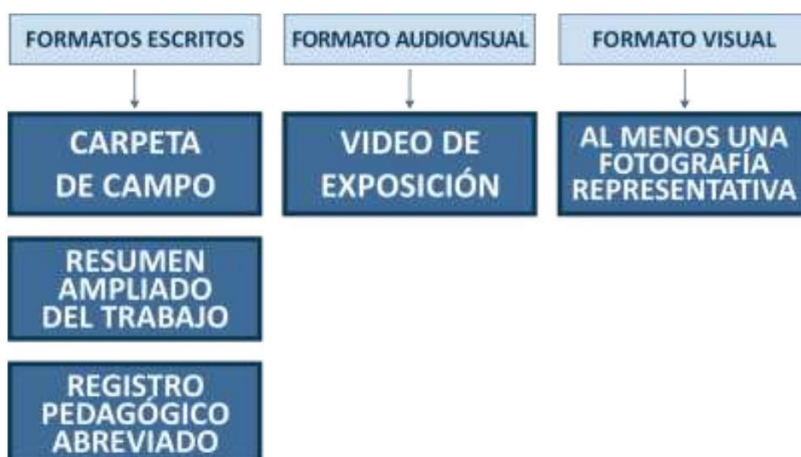 FORMATOS ESCRITOS
CARPETA
DE CAMPO
RESUMEN
AMPLIADO
DEL TRABAJO
REGISTRO
PEDAGÓGICO
ABREVIADO
FORMATO AUDIOVISUAL
VIDEO DE
EXPOSICIÓN
FORMATO VISUAL
AL MENOS UNA
FOTOGRAFÍA
REPRESENTATIVA